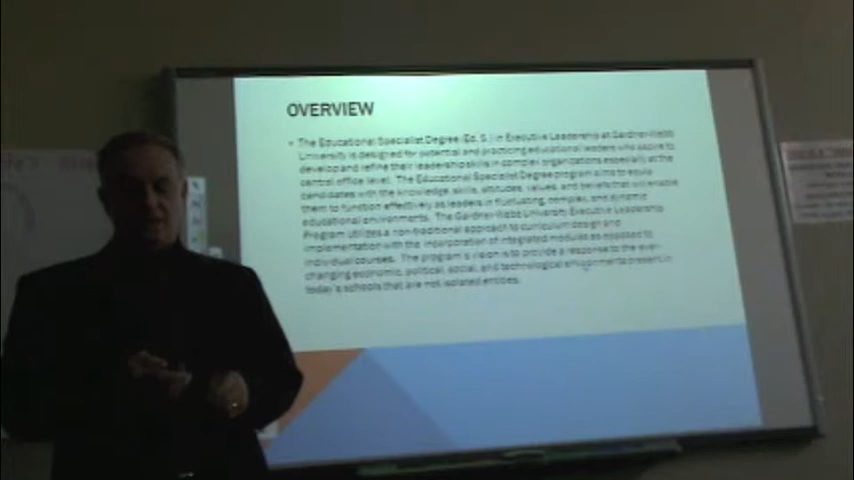 OVERVIEW
• The Educational Specialist Degree (Ed. S.) in Executive Leadership at Gardner-Webb
University is designed for potential and practicing educational leaders who aspire to
develop and refine their leadership skills in complex organizations especially at the
central office level. The Educational Specialist Degree program aims to equip
candidates with the knowledge skills, attitudes, values, and beliefs that will enable
them to function effectively as leaders in fluctuating, complex, and dynamic
educational environments. The Gardner-Webb University Executive Leadership
Program utilizes a non-traditional approach to curriculum design and
implementation with the incorporation of integrated modules as opposed to
individual courses. The program's vision is to provide a response to the ever-
changing economic, political, social, and technological environments present in
today's schools that are not isolated entities.